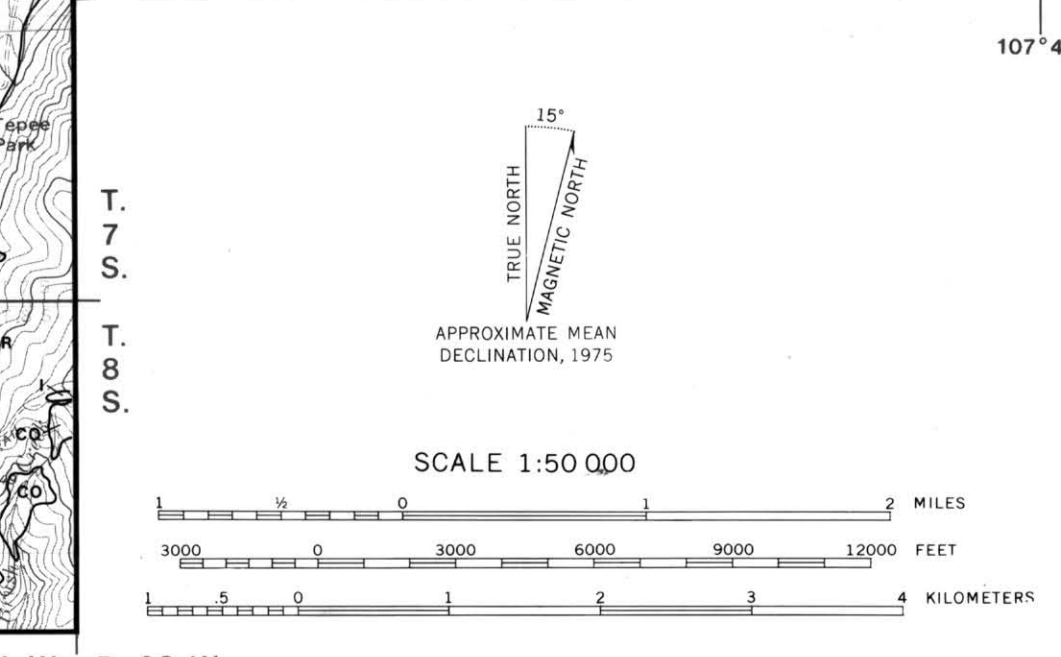 107°4
15°
TRUE NORTH
MAGNETIC NORTH
APPROXIMATE MEAN
DECLINATION, 1975
epee
Park
T.
7
S.
T.
8
S.
R
I
CO
CO
SCALE 1:50 000
1 ½ 0 1 2 MILES
3000 0 3000 6000 9000 12000 FEET
1 .5 0 1 2 3 4 KILOMETERS